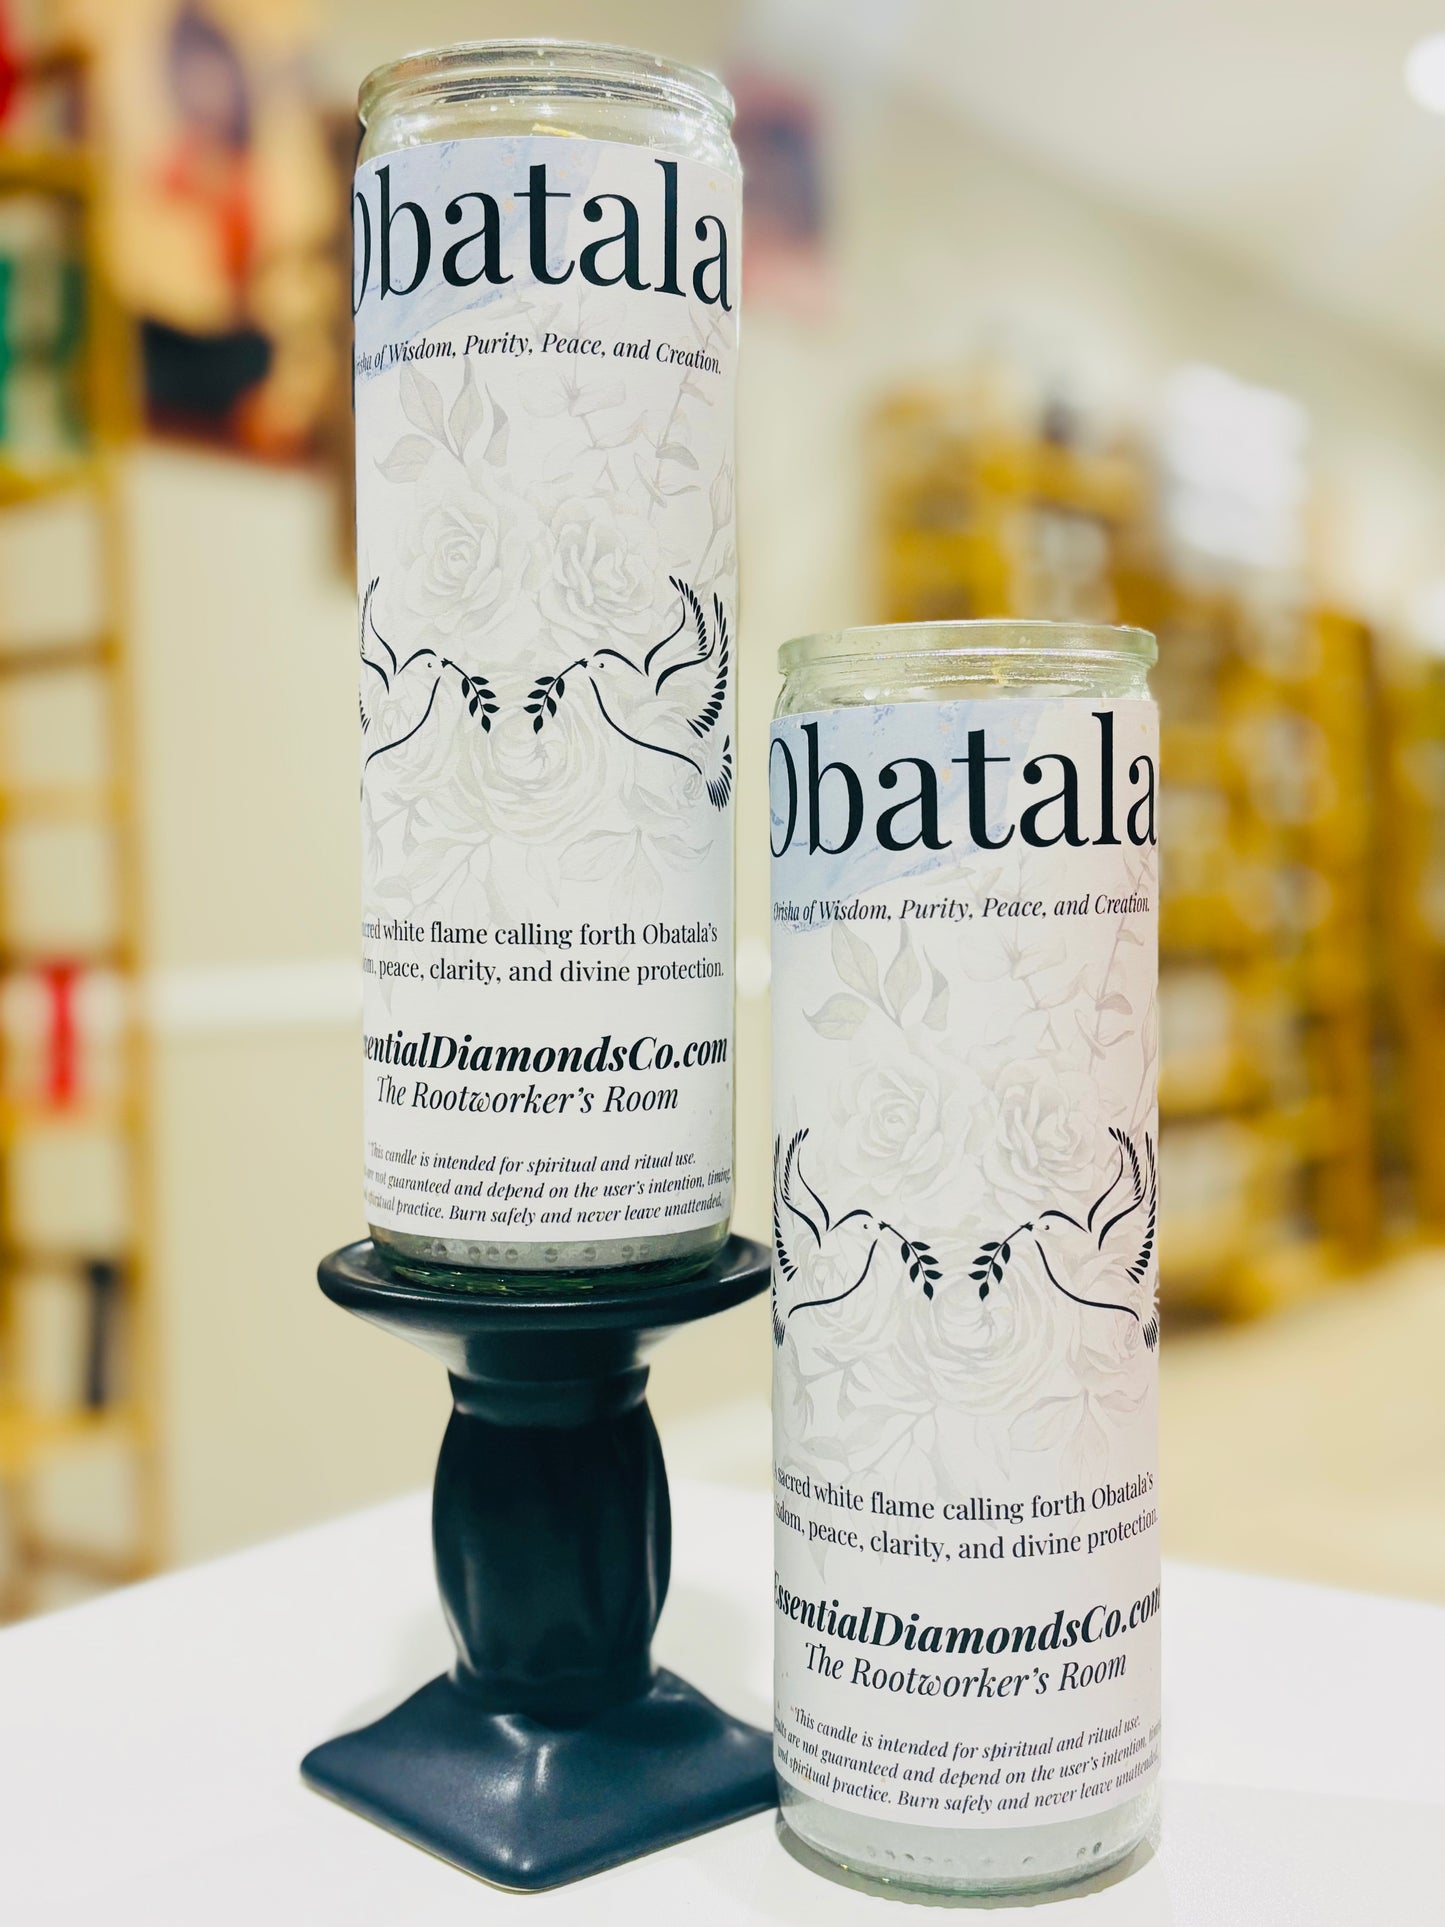 Obatala
Orisha of Wisdom, Purity, Peace, and Creation.
sacred white flame calling forth Obatala's
peace, clarity, and divine protection.
EssentialDiamondsCo.com
The Rootworker's Room
*This candle is intended for spiritual and ritual use.
are not guaranteed and depend on the user's intention, timing,
spiritual practice. Burn safely and never leave unattended.
Obatala
Orisha of Wisdom, Purity, Peace, and Creation.
A sacred white flame calling forth Obatala's
wisdom, peace, clarity, and divine protection.
EssentialDiamondsCo.com
The Rootworker's Room
*This candle is intended for spiritual and ritual use.
Results are not guaranteed and depend on the user's intention, timing,
and spiritual practice. Burn safely and never leave unattended.